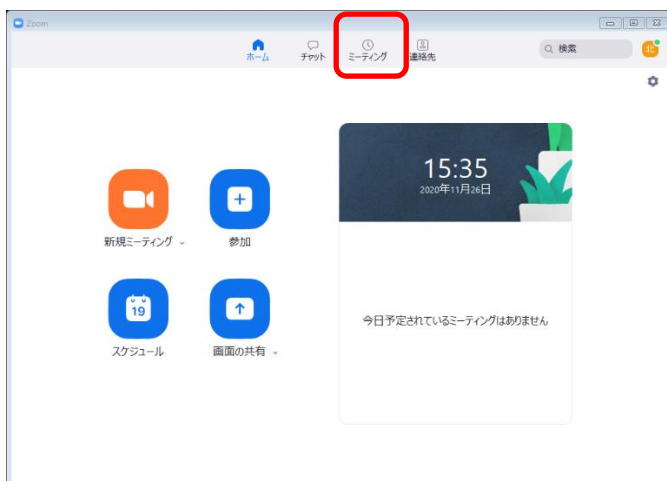 Zoom
ホーム
チャット
ミーティング
連絡先
検索
北
15:35
2020年11月26日
新規ミーティング
参加
19
スケジュール
画面の共有
今日予定されているミーティングはありません